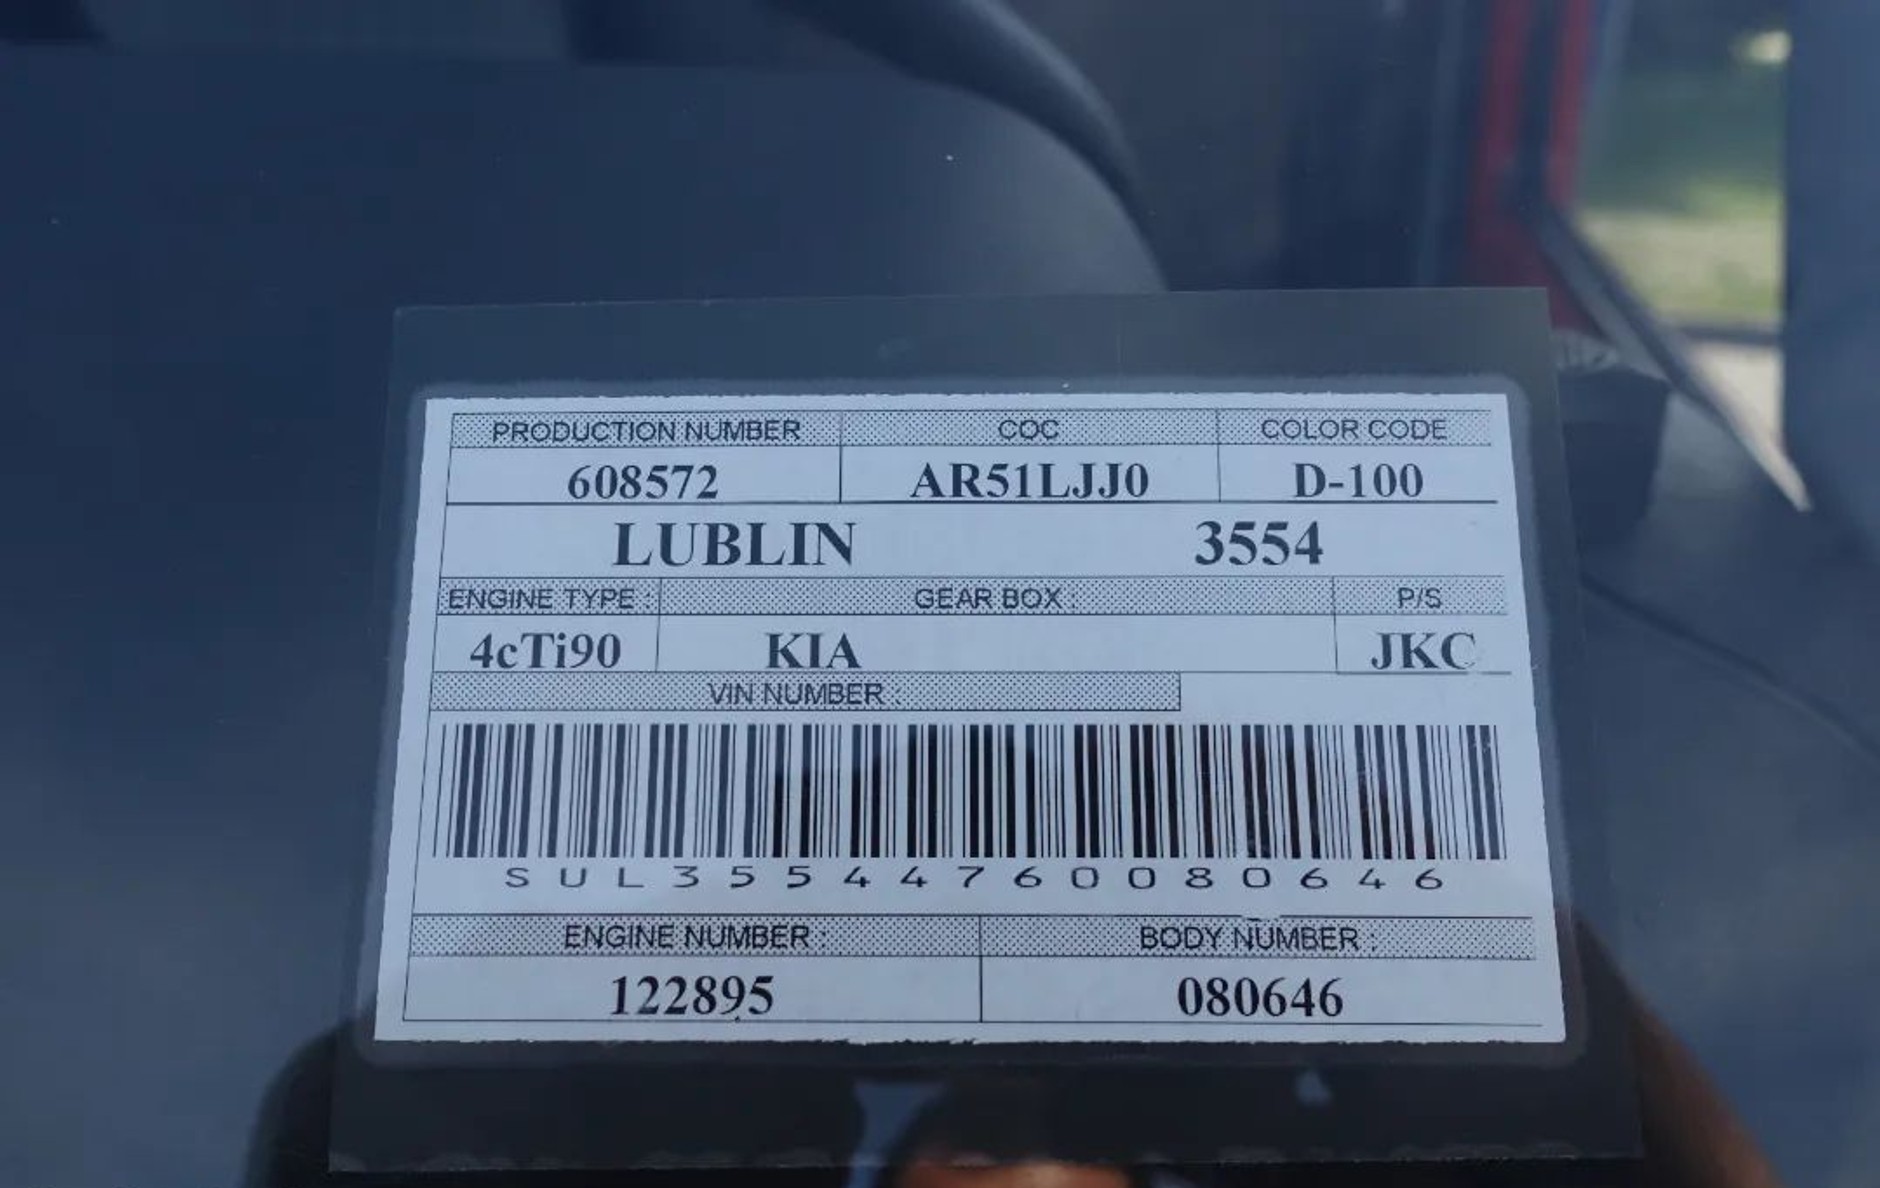 PRODUCTION NUMBER COC COLOR CODE
608572 AR51LJJ0 D-100
LUBLIN 3554
ENGINE TYPE : GEAR BOX : P/S
4cTi90 KIA JKC
VIN NUMBER :
SUL35544760080646
ENGINE NUMBER : BODY NUMBER :
122895 080646